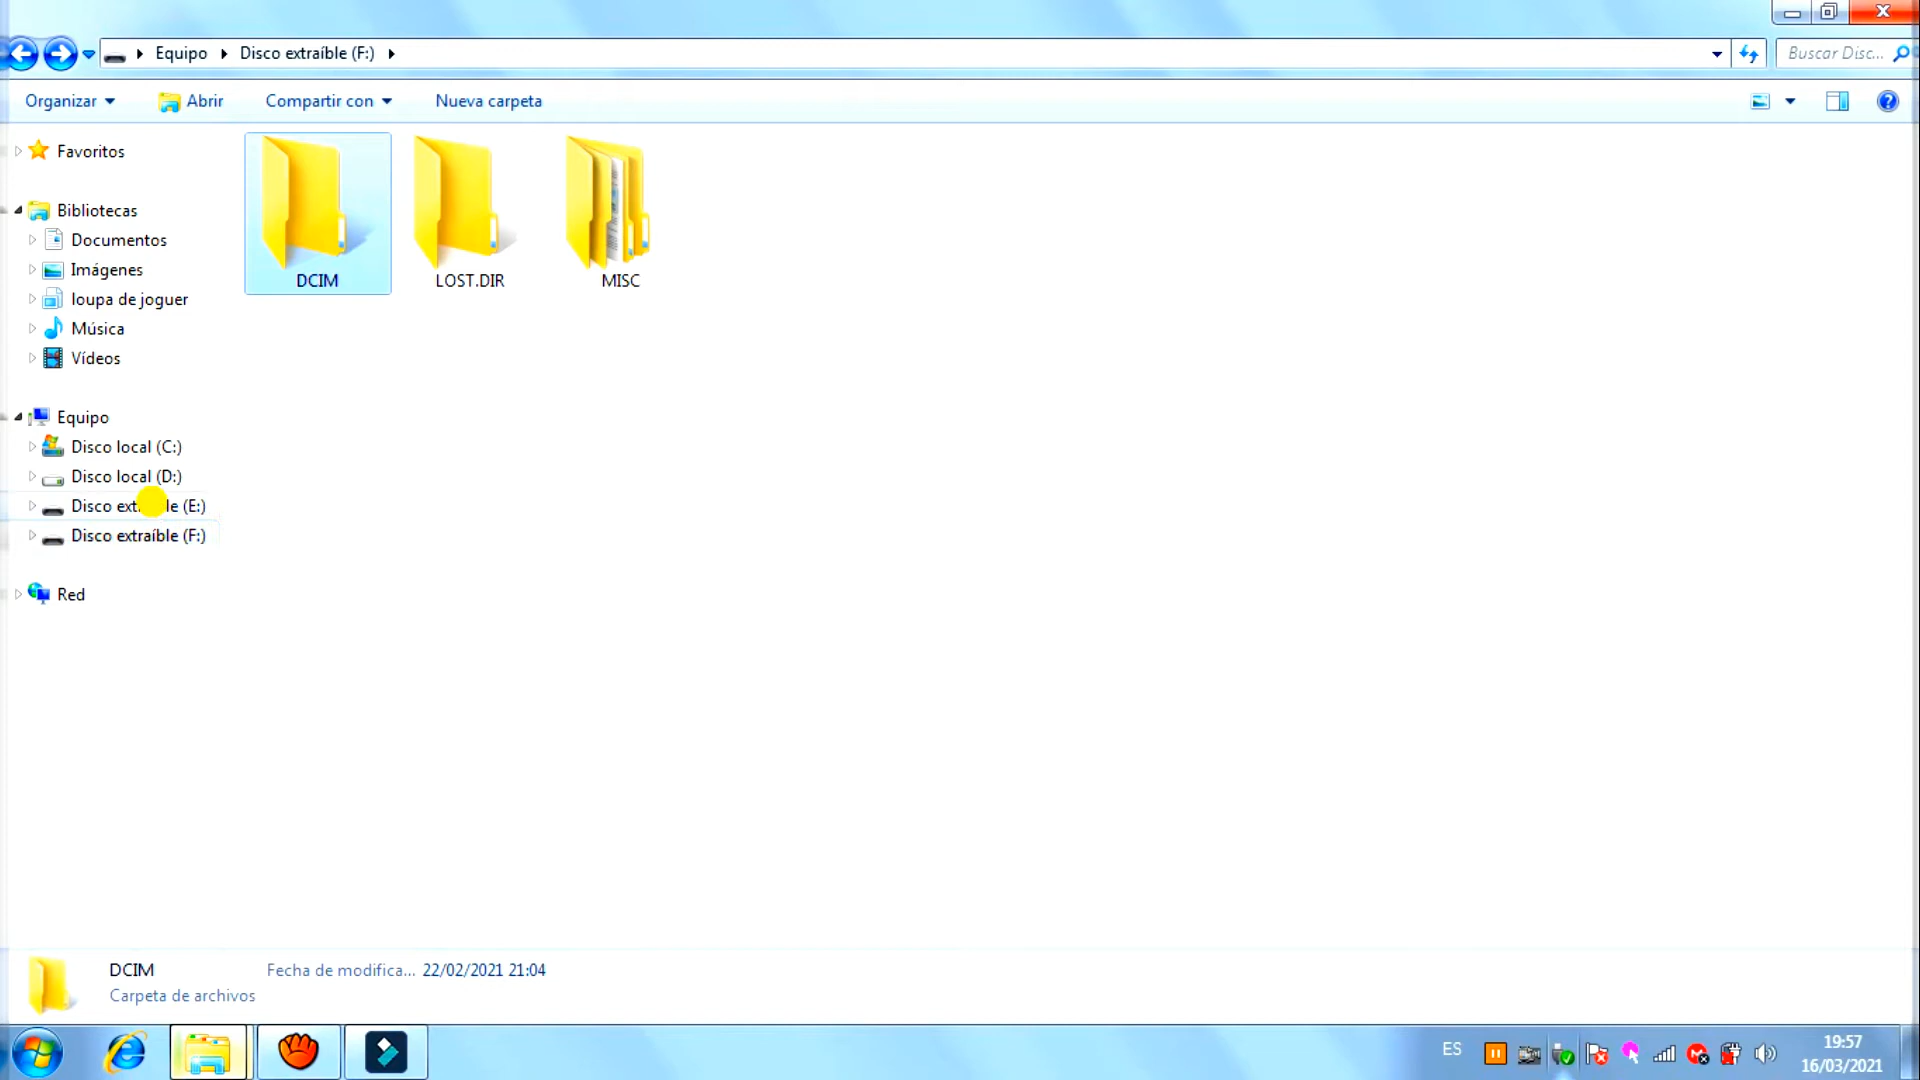 Equipo Disco extraíble (F:)
Buscar Disc...
Organizar Abrir Compartir con Nueva carpeta
Favoritos
Bibliotecas
Documentos
Imágenes
loupa de joguer
Música
Vídeos
Equipo
Disco local (C:)
Disco local (D:)
(E:)
Disco extraíble (F:)
Red
DCIM
LOST.DIR
MISC
DCIM Fecha de modifica... 22/02/2021 21:04
Carpeta de archivos
ES
19:57
16/03/2021